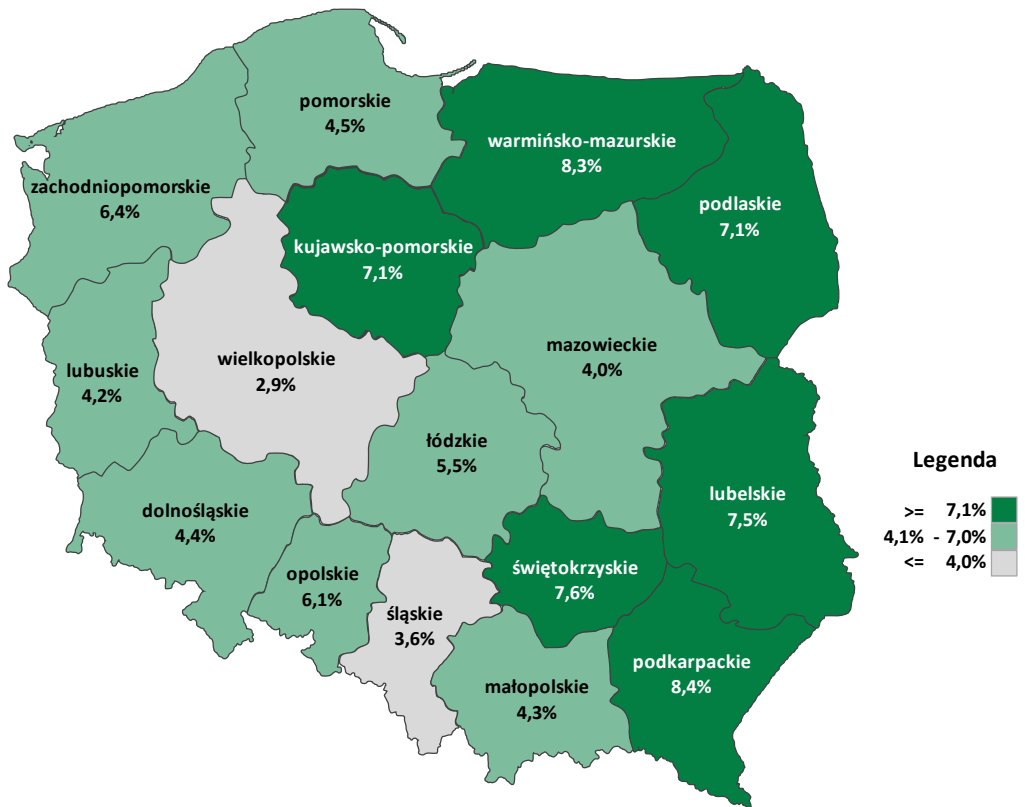 pomorskie
4,5%
warmińsko-mazurskie
8,3%
zachodniopomorskie
6,4%
podlaskie
7,1%
kujawsko-pomorskie
7,1%
wielkopolskie
2,9%
mazowieckie
4,0%
lubuskie
4,2%
łódzkie
5,5%
lubelskie
7,5%
dolnośląskie
4,4%
opolskie
6,1%
świętokrzyskie
7,6%
śląskie
3,6%
podkarpackie
8,4%
małopolskie
4,3%
Legenda
>= 7,1%
4,1% - 7,0%
<= 4,0%